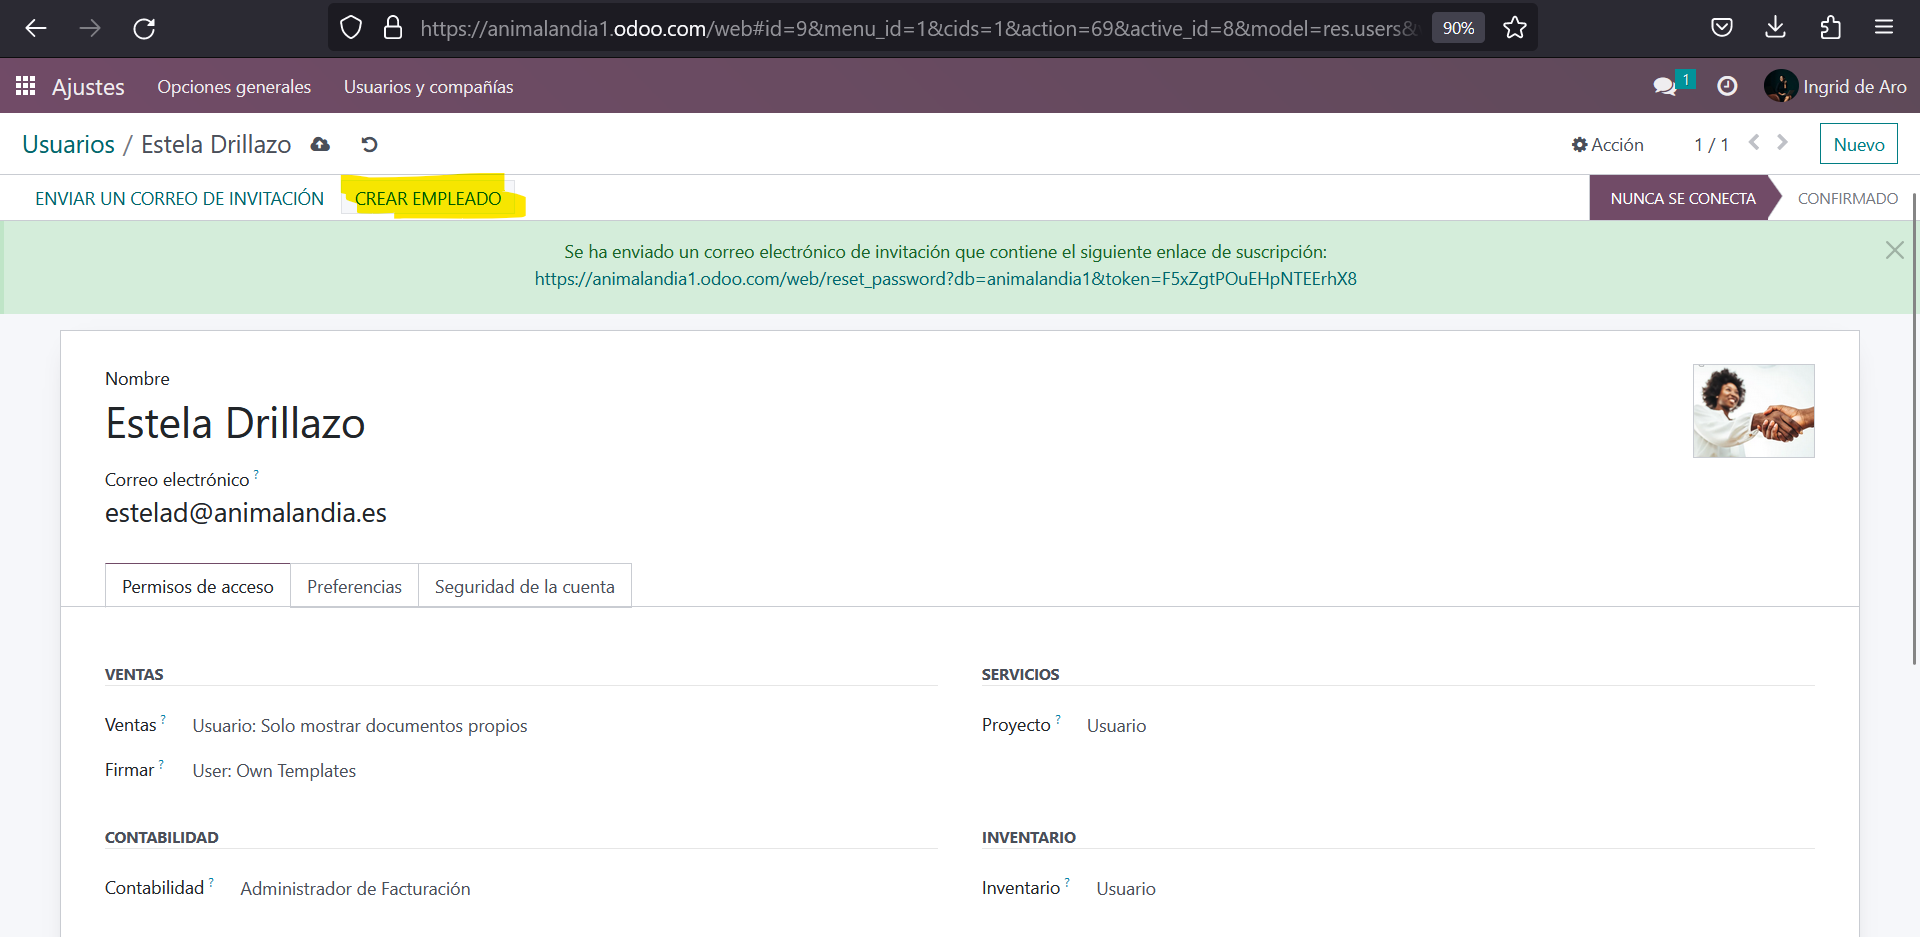 https://animalandia1.odoo.com/web#id=9&menu_id=1&cids=1&action=69&active_id=8&model=res.users& 90%
Ajustes Opciones generales Usuarios y compañías 1 Ingrid de Aro
Usuarios / Estela Drillazo Acción 1 / 1 Nuevo
ENVIAR UN CORREO DE INVITACIÓN CREAR EMPLEADO NUNCA SE CONECTA CONFIRMADO
Se ha enviado un correo electrónico de invitación que contiene el siguiente enlace de suscripción:
https://animalandia1.odoo.com/web/reset_password?db=animalandia1&token=F5xZgtPOuEHpNTEErhX8
Nombre
Estela Drillazo
Correo electrónico ?
estelad@animalandia.es
Permisos de acceso Preferencias Seguridad de la cuenta
VENTAS
Ventas ? Usuario: Solo mostrar documentos propios
Firmar ? User: Own Templates
SERVICIOS
Proyecto ? Usuario
CONTABILIDAD
Contabilidad ? Administrador de Facturación
INVENTARIO
Inventario ? Usuario